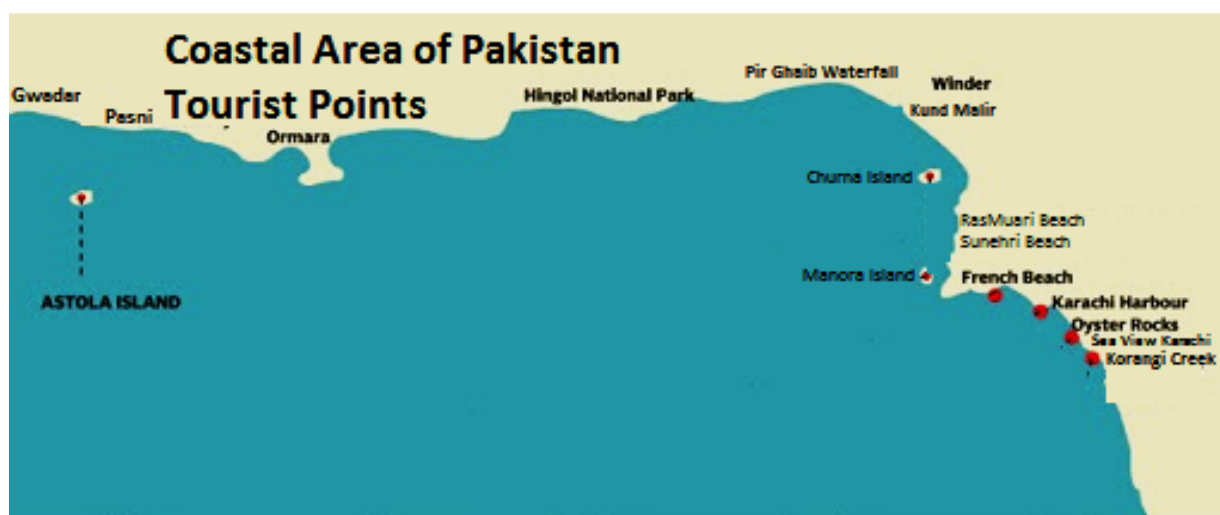 Coastal Area of Pakistan
Tourist Points
Gwadar
Pasni
Ormara
Hingol National Park
Pir Ghaib Waterfall
Winder
Kund Malir
Churna Island
RasMuari Beach
Sunehri Beach
Manora Island
French Beach
ASTOLA ISLAND
Karachi Harbour
Oyster Rocks
Sea View Karachi
Korangi Creek